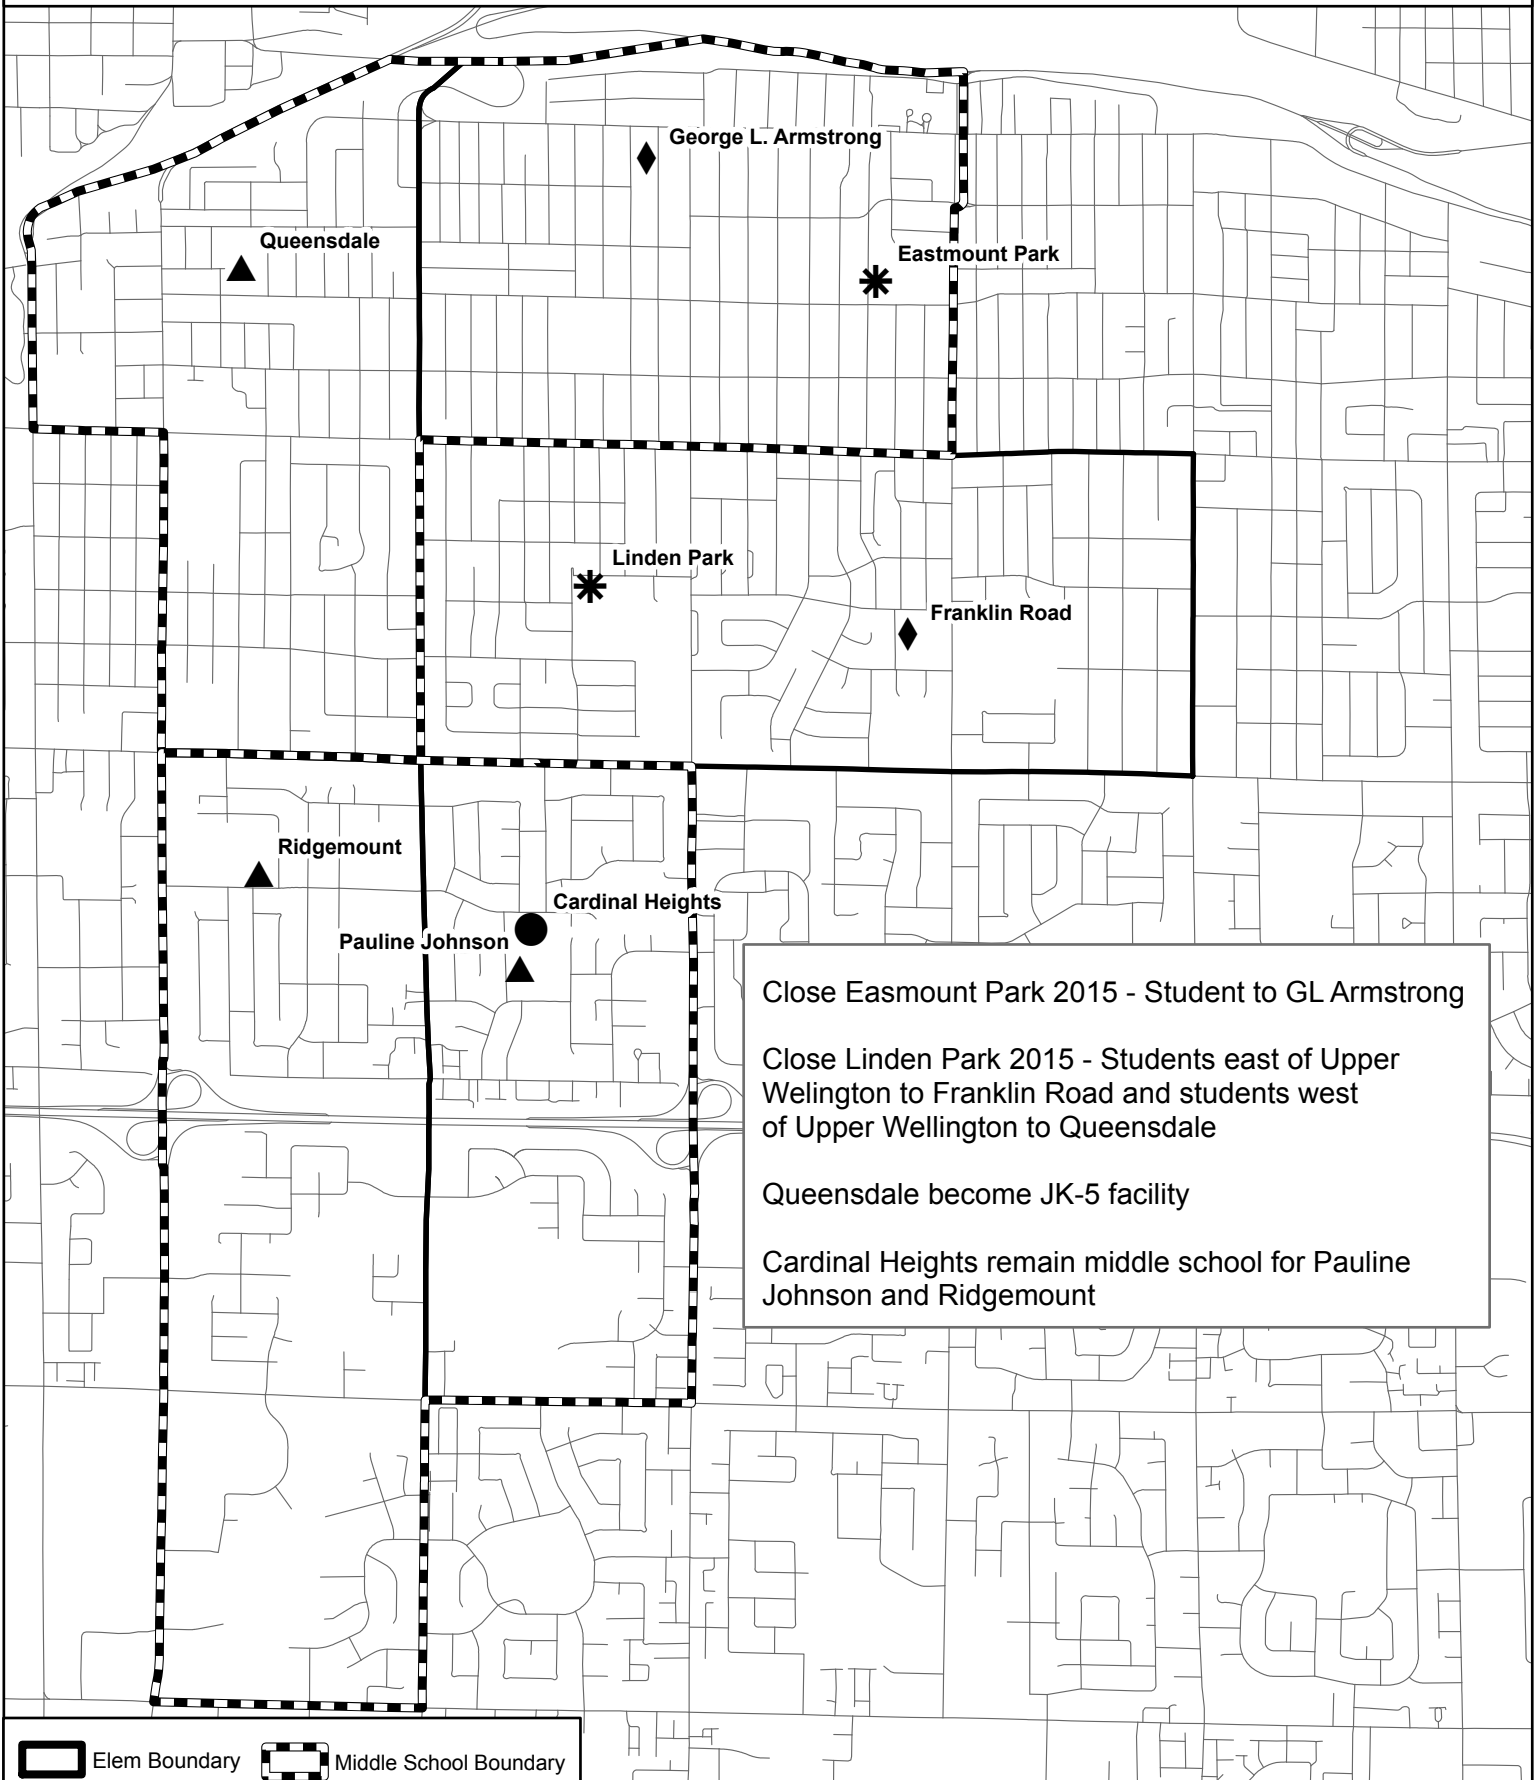 George L. Armstrong
Queensdale
Eastmount Park
Linden Park
Franklin Road
Ridgemount
Cardinal Heights
Pauline Johnson
Close Easmount Park 2015 - Student to GL Armstrong
Close Linden Park 2015 - Students east of Upper
Welington to Franklin Road and students west
of Upper Wellington to Queensdale
Queensdale become JK-5 facility
Cardinal Heights remain middle school for Pauline
Johnson and Ridgemount
Elem Boundary
Middle School Boundary